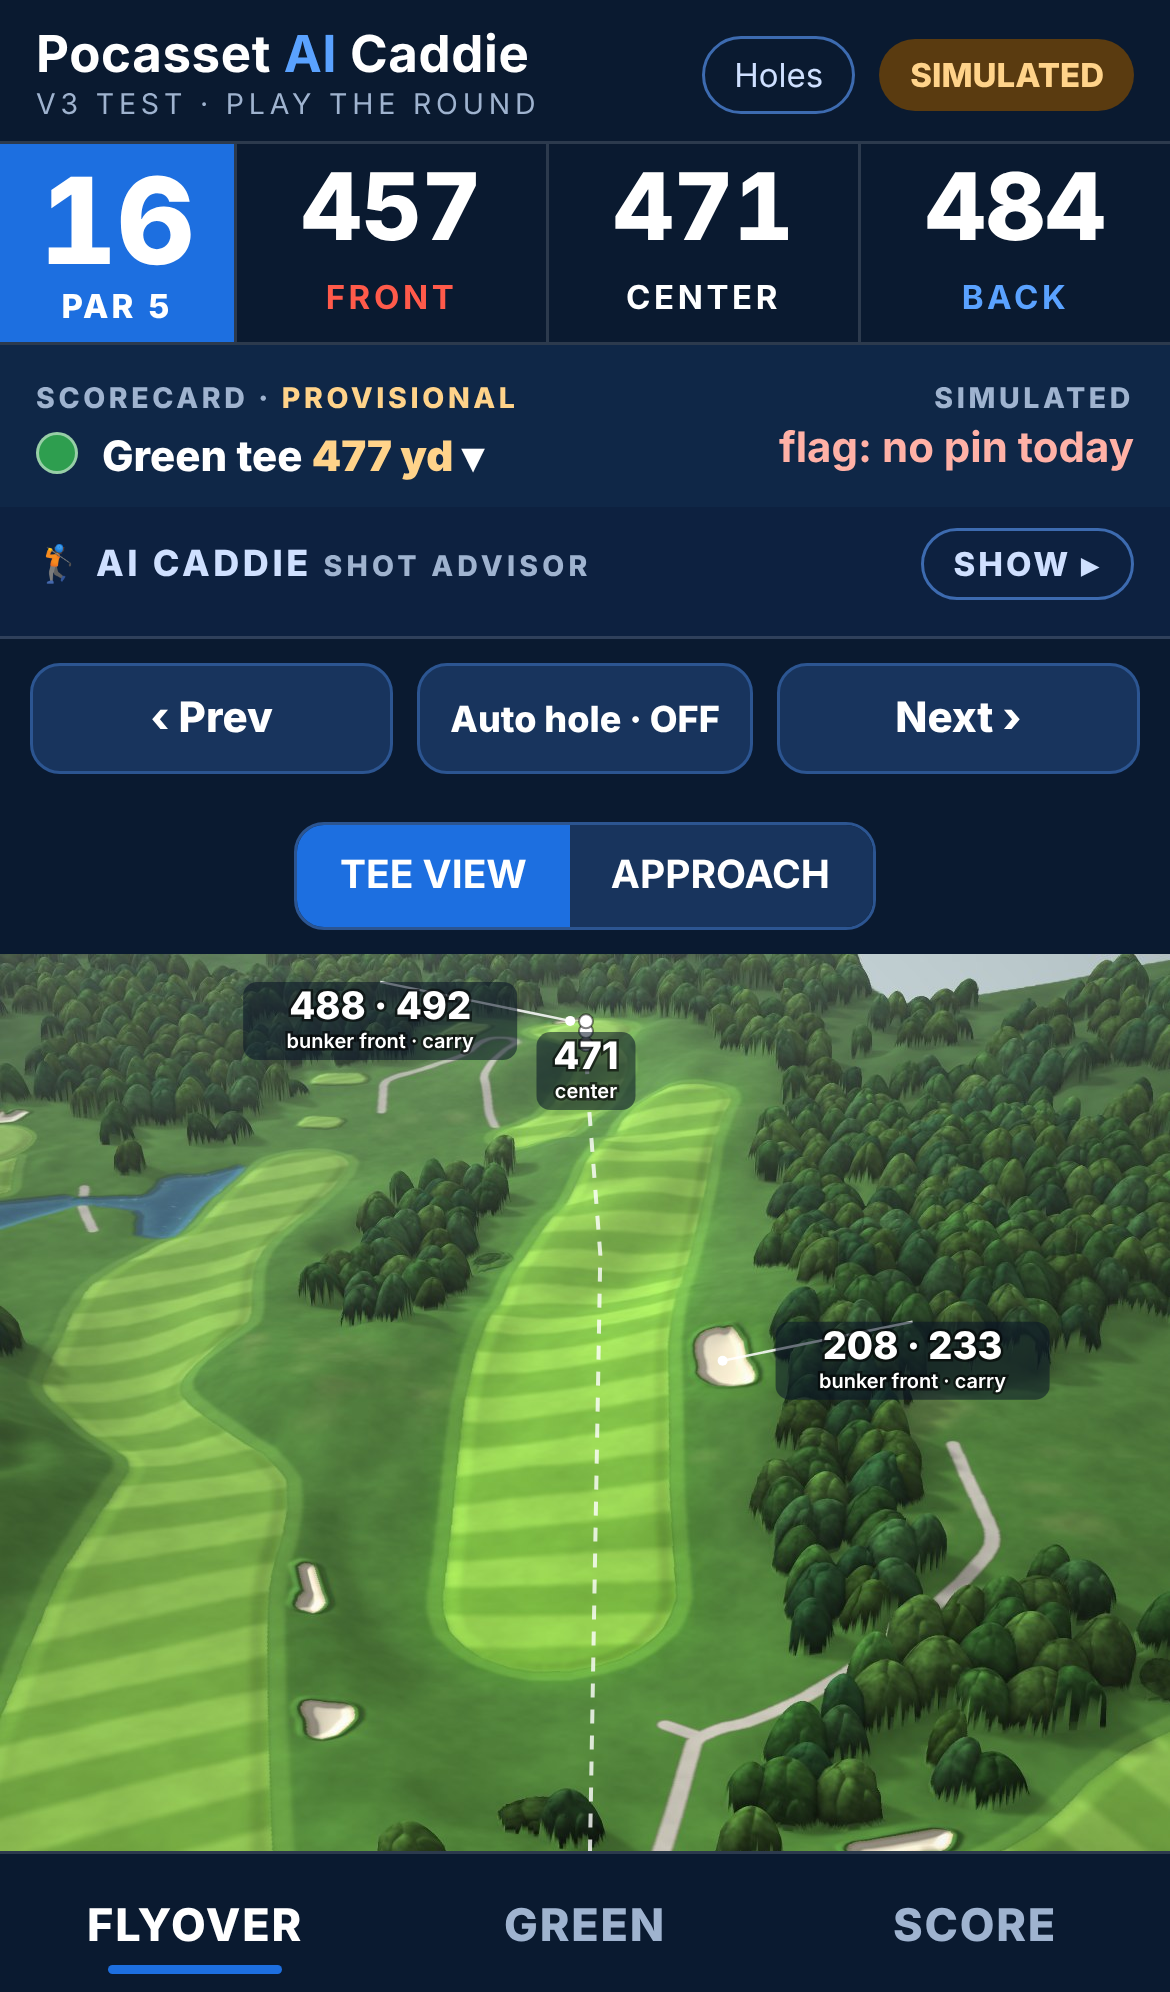 Pocasset AI Caddie
V3 TEST · PLAY THE ROUND
Holes
SIMULATED
16
PAR 5
457
FRONT
471
CENTER
484
BACK
SCORECARD · PROVISIONAL
Green tee 477 yd ▾
SIMULATED
flag: no pin today
AI CADDIE SHOT ADVISOR
SHOW ▸
‹ Prev
Auto hole · OFF
Next ›
TEE VIEW
APPROACH
488 · 492
bunker front · carry
471
center
208 · 233
bunker front · carry
FLYOVER
GREEN
SCORE